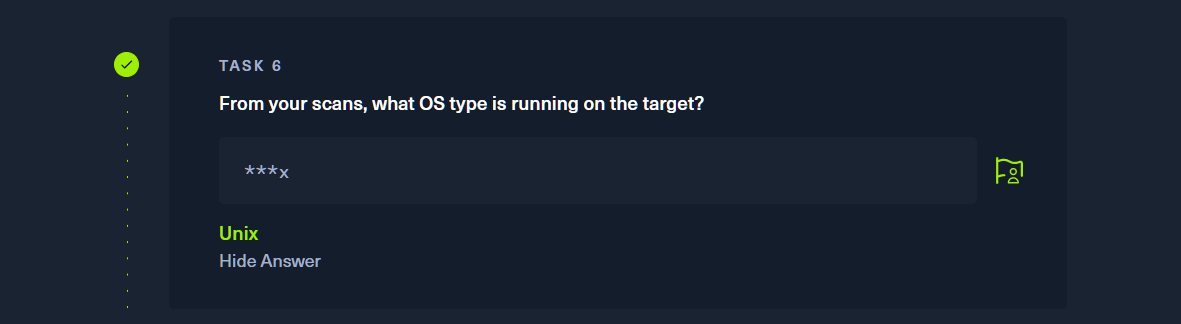 TASK 6
From your scans, what OS type is running on the target?
***x
Unix
Hide Answer